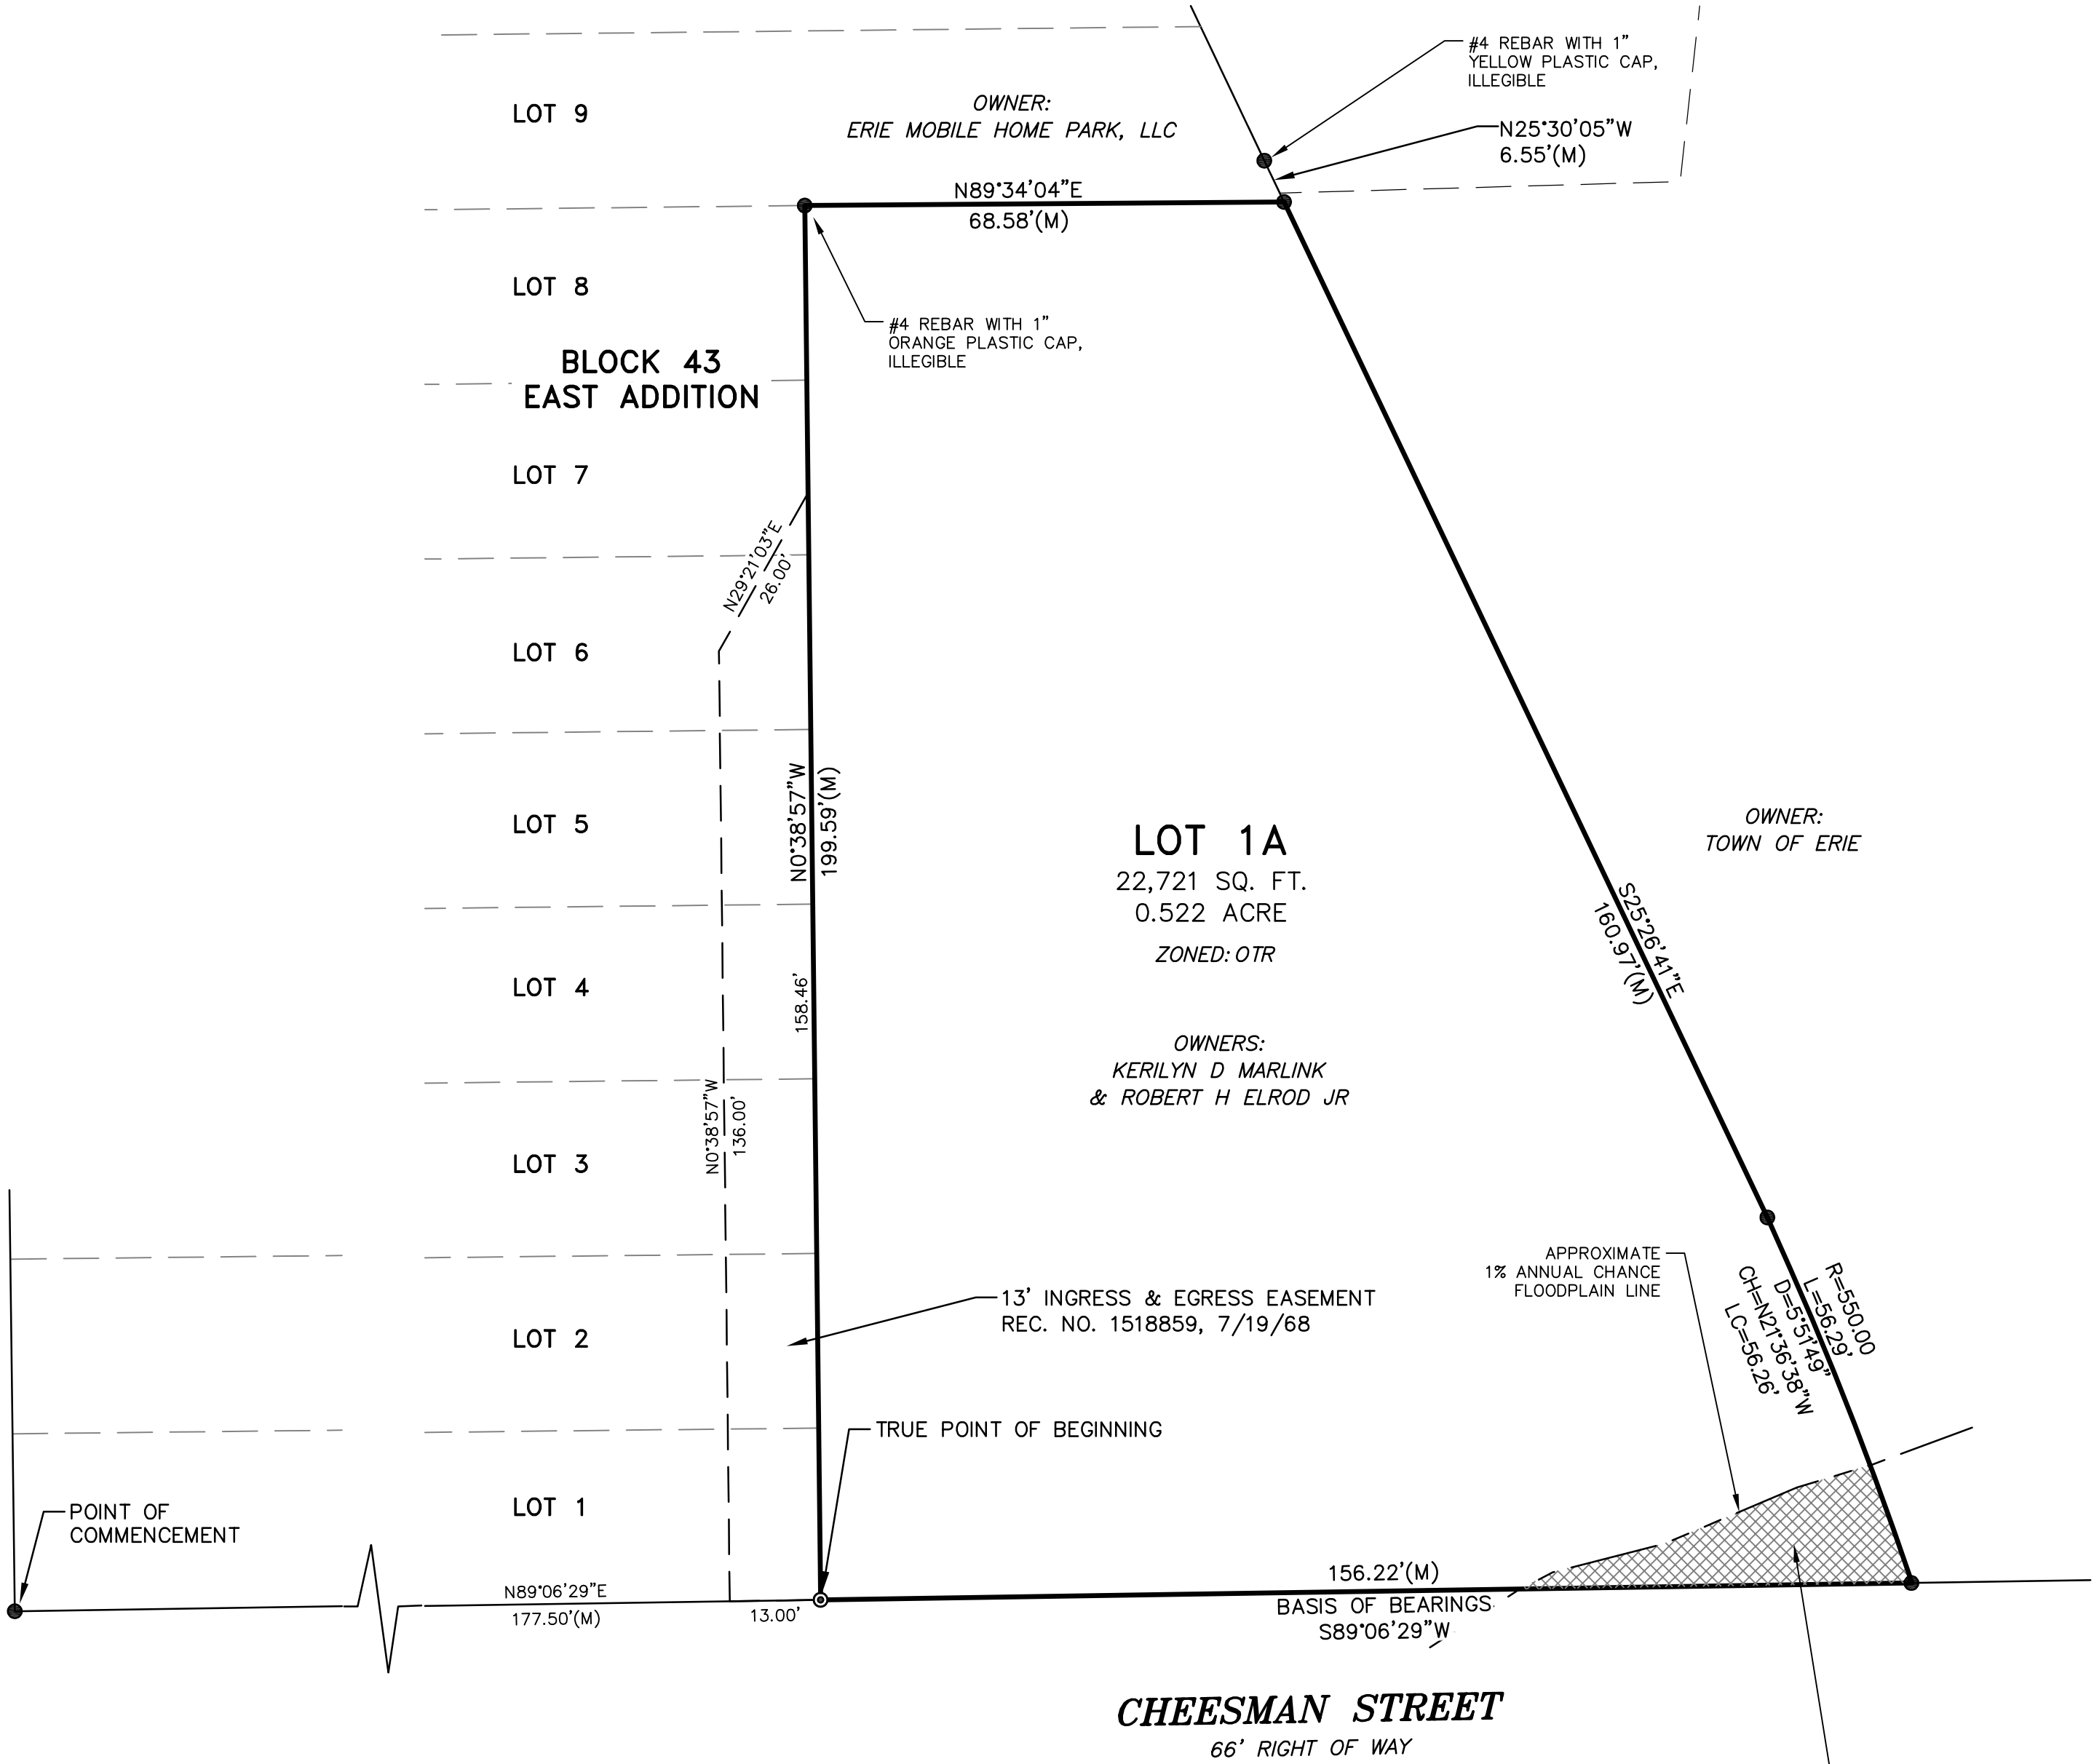 #4 REBAR WITH 1"
YELLOW PLASTIC CAP,
ILLEGIBLE
LOT 9
OWNER:
ERIE MOBILE HOME PARK, LLC
N25°30'05"W
6.55'(M)
N89°34'04"E
68.58'(M)
LOT 8
#4 REBAR WITH 1"
ORANGE PLASTIC CAP,
ILLEGIBLE
BLOCK 43
EAST ADDITION
LOT 7
N29°21'03"E
26.00'
LOT 6
N0°38'57"W
199.59'(M)
LOT 5
LOT 1A
22,721 SQ. FT.
0.522 ACRE
ZONED: OTR
OWNER:
TOWN OF ERIE
S25°26'41"E
160.97'(M)
158.46'
LOT 4
OWNERS:
KERILYN D MARLINK
& ROBERT H ELROD JR
N0°38'57"W
136.00'
LOT 3
APPROXIMATE
1% ANNUAL CHANCE
FLOODPLAIN LINE
R=550.00
L=56.29'
D=5°51'49"
CH=N21°36'38"W
LC=56.26'
13' INGRESS & EGRESS EASEMENT
REC. NO. 1518859, 7/19/68
LOT 2
TRUE POINT OF BEGINNING
LOT 1
POINT OF
COMMENCEMENT
N89°06'29"E
177.50'(M)
13.00'
156.22'(M)
BASIS OF BEARINGS
S89°06'29"W
CHEESMAN STREET
66' RIGHT OF WAY